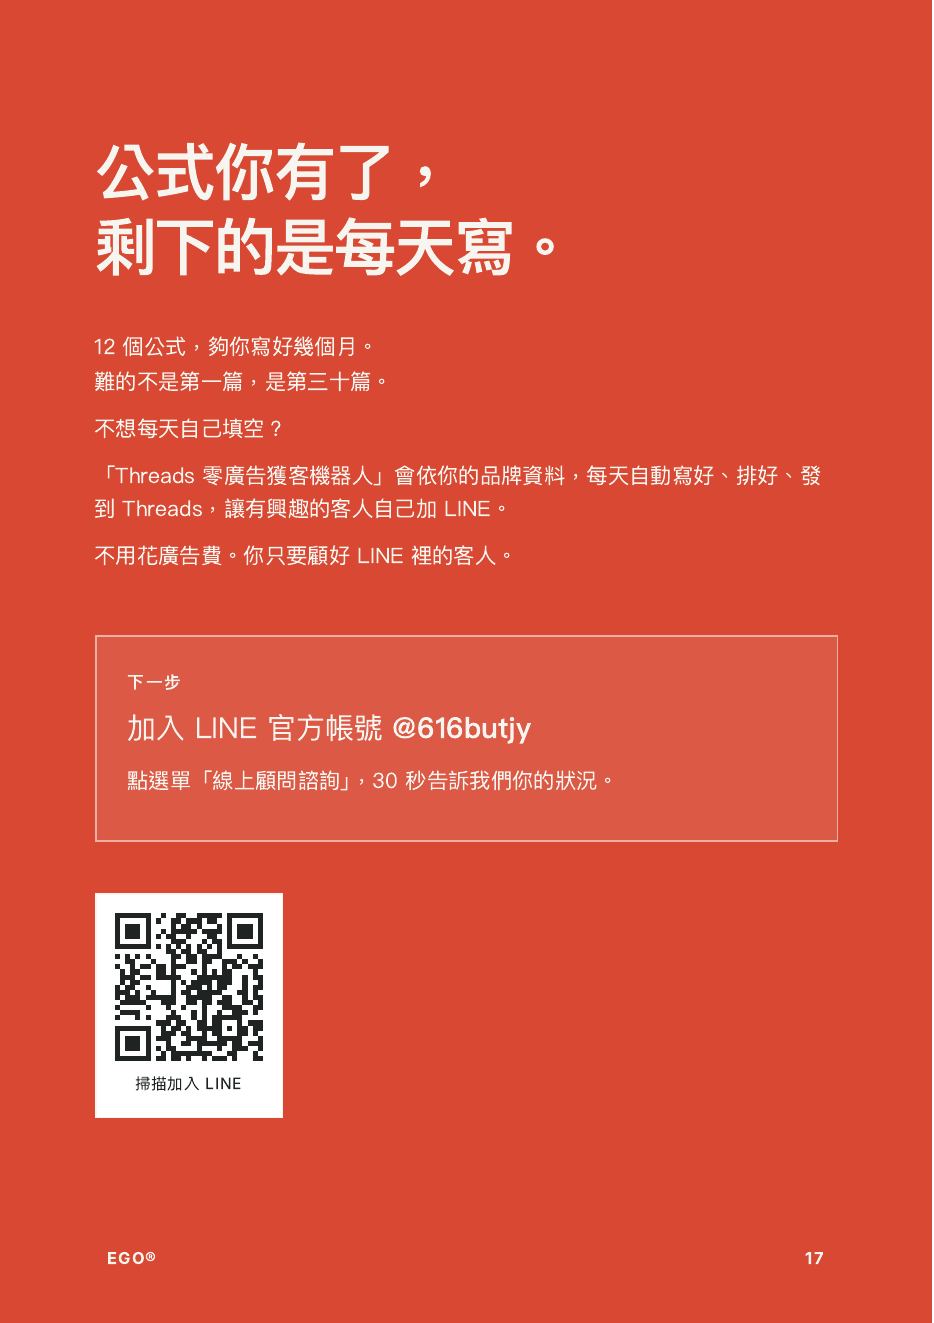 公式你有了，
剩下的是每天寫。
12 個公式，夠你寫好幾個月。
難的不是第一篇，是第三十篇。
不想每天自己填空？
「Threads 零廣告獲客機器人」會依你的品牌資料，每天自動寫好、排好、發
到 Threads，讓有興趣的客人自己加 LINE。
不用花廣告費。你只要顧好 LINE 裡的客人。
下一步
加入 LINE 官方帳號 @616butjy
點選單「線上顧問諮詢」，30 秒告訴我們你的狀況。
掃描加入 LINE
EGO®
17